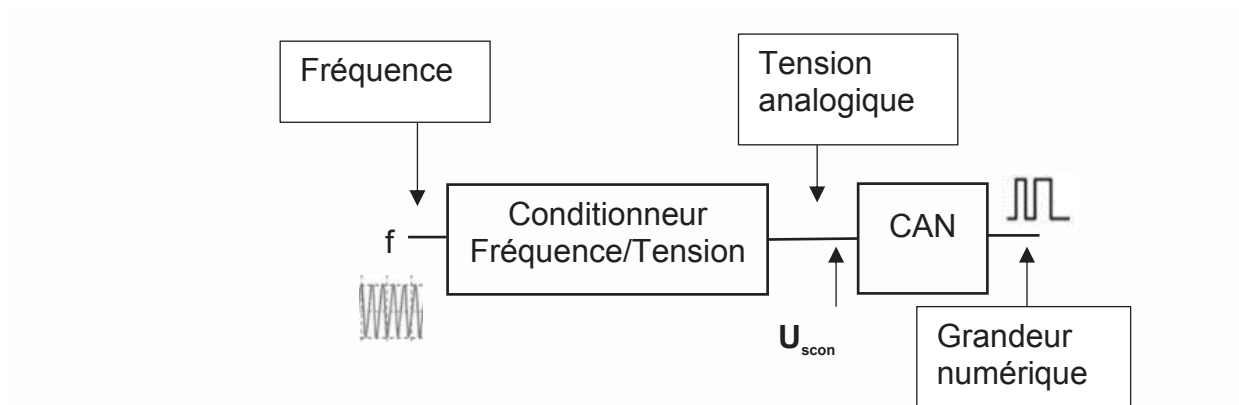 Fréquence
Tension
analogique
Conditionneur
Fréquence/Tension
CAN
f
Uscon
Grandeur
numérique